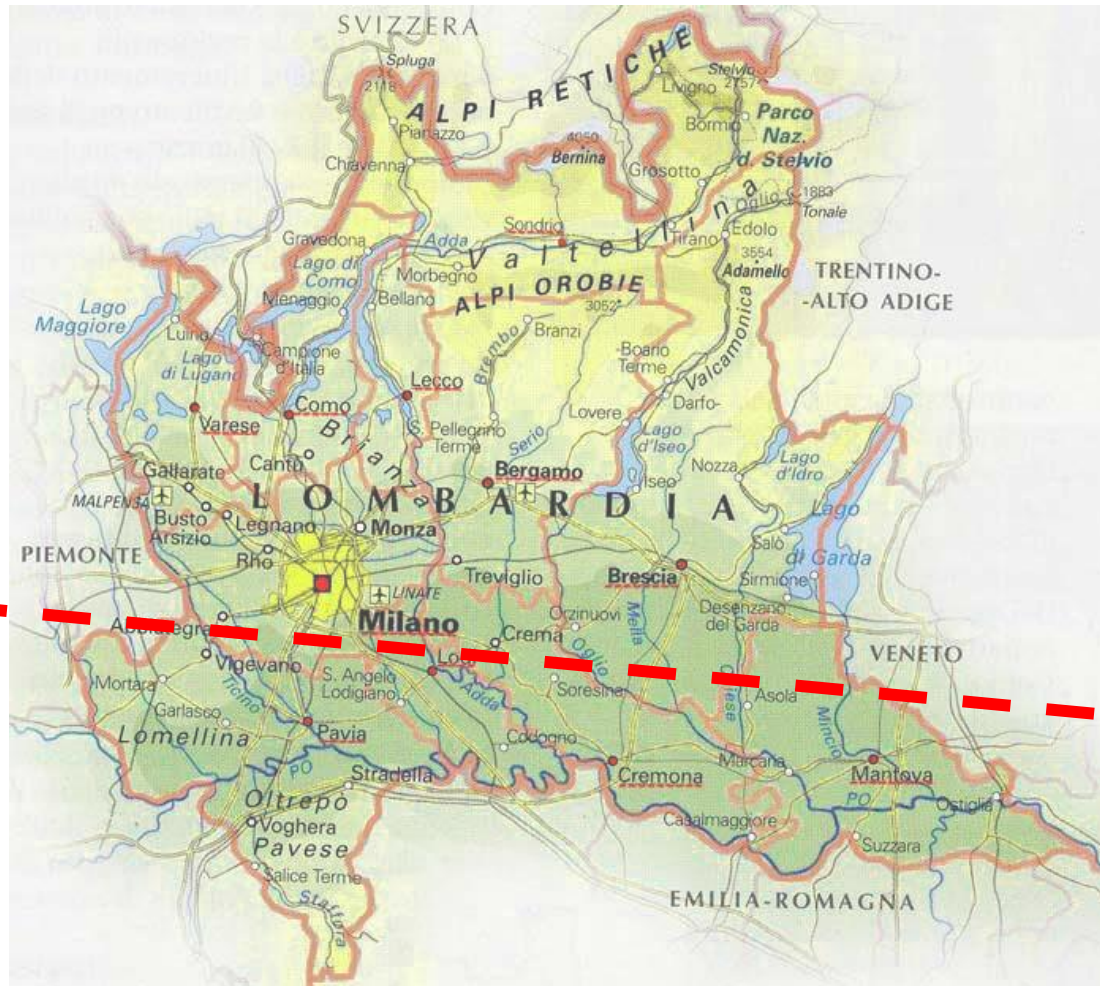 SVIZZERA
Spluga
2118
ALPI RETICHE
Livigno
Stelvio
2757
Pianazzo
Bormio
Parco
Naz.
d. Stelvio
Chiavenna
4050
Bernina
Grosotto
Oglio
1883
Tonale
Sondrio
Gravedona
Adda
Valtellina
Tirano
Edolo
Lago di
Como
Morbegno
3554
Adamello
ALPI OROBIE
TRENTINO-
-ALTO ADIGE
Menaggio
Bellano
3052
Lago
Maggiore
Luino
Branzi
Brembo
Valcamonica
Campione
d'Italia
Lago
di Lugano
-Boario
Terme
Lecco
Darfo-
Como
Varese
Lovere
Brianza
S. Pellegrino
Terme
Serio
Lago
d'Iseo
Lago
d'Idro
Cantù
Nozza
Gallarate
Bergamo
Iseo
MALPENSA
LOMBARDIA
Lago
di Garda
Busto
Arsizio
Legnano
Monza
Salò
PIEMONTE
Rho
Treviglio
Brescia
Sirmione
LINATE
Orzinuovi
Mella
Desenzano
del Garda
Milano
Crema
Oglio
VENETO
Vigevano
S. Angelo
Lodigiano
Adda
Soresina
Asola
Mortara
Ticino
Garlasco
Pavia
Mincio
Lomellina
Codogno
Marcaria
PO
Stradella
Cremona
Mantova
Oltrepò
Pavese
PO
Ostiglia
Voghera
Casalmaggiore
Suzzara
Salice Terme
Staffora
EMILIA-ROMAGNA